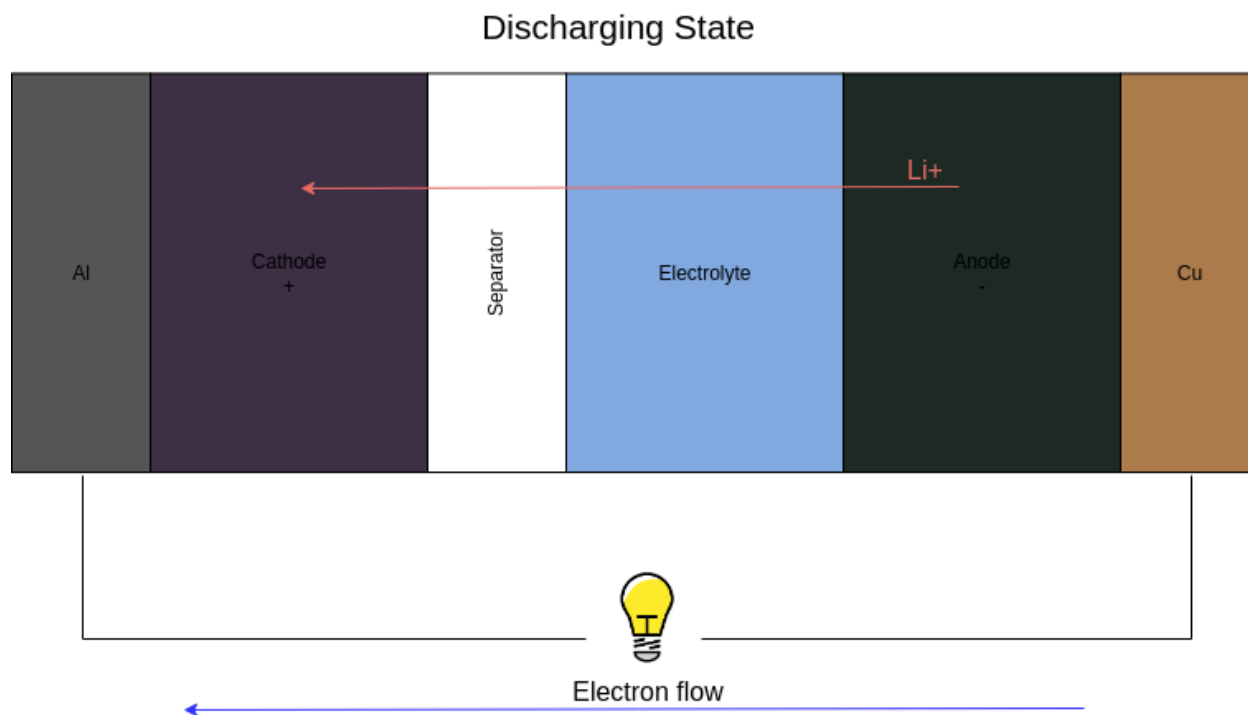 Discharging State
Li+
Al
Cathode
+
Separator
Electrolyte
Anode
-
Cu
Electron flow